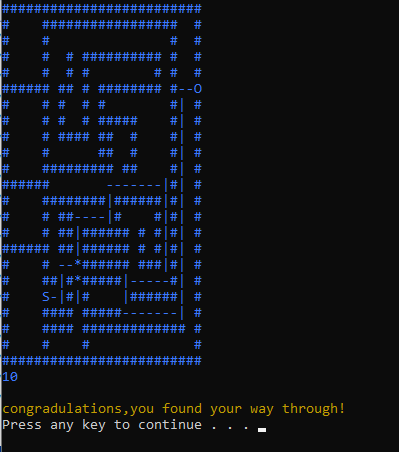 10
congradulations,you found your way through!
Press any key to continue . . .